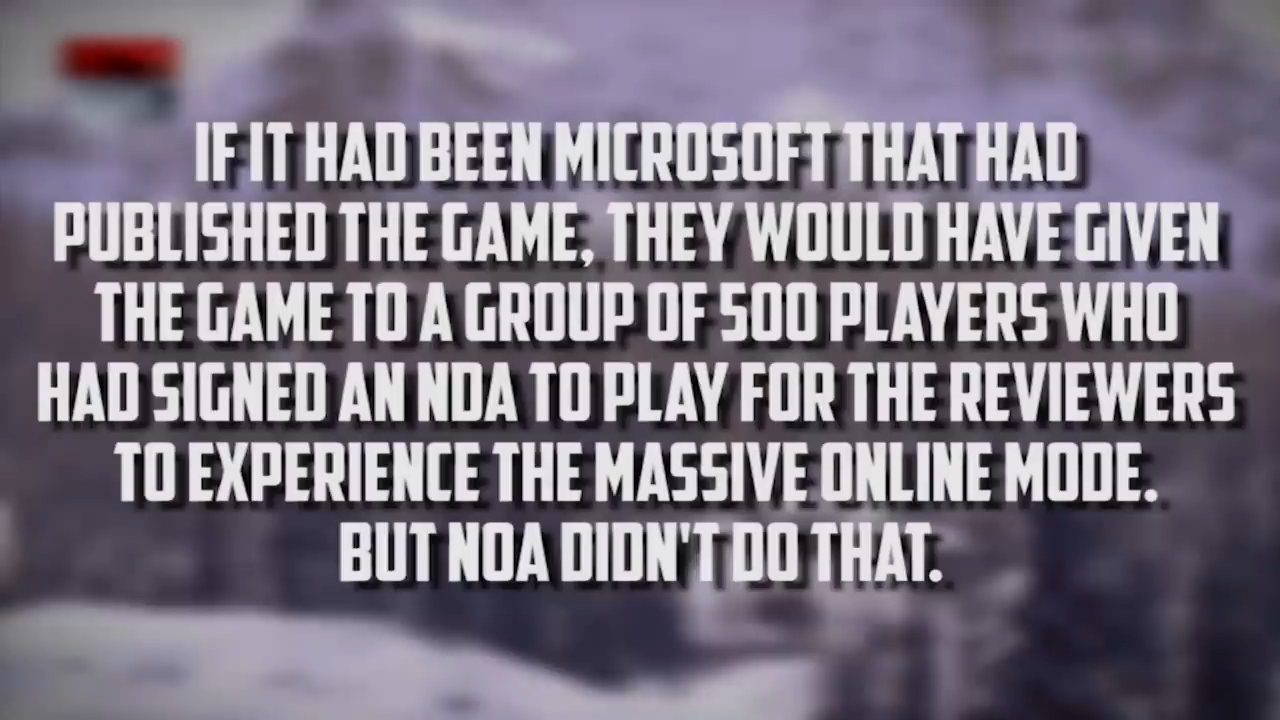 IF IT HAD BEEN MICROSOFT THAT HAD
PUBLISHED THE GAME, THEY WOULD HAVE GIVEN
THE GAME TO A GROUP OF 500 PLAYERS WHO
HAD SIGNED AN NDA TO PLAY FOR THE REVIEWERS
TO EXPERIENCE THE MASSIVE ONLINE MODE.
BUT NOA DIDN'T DO THAT.